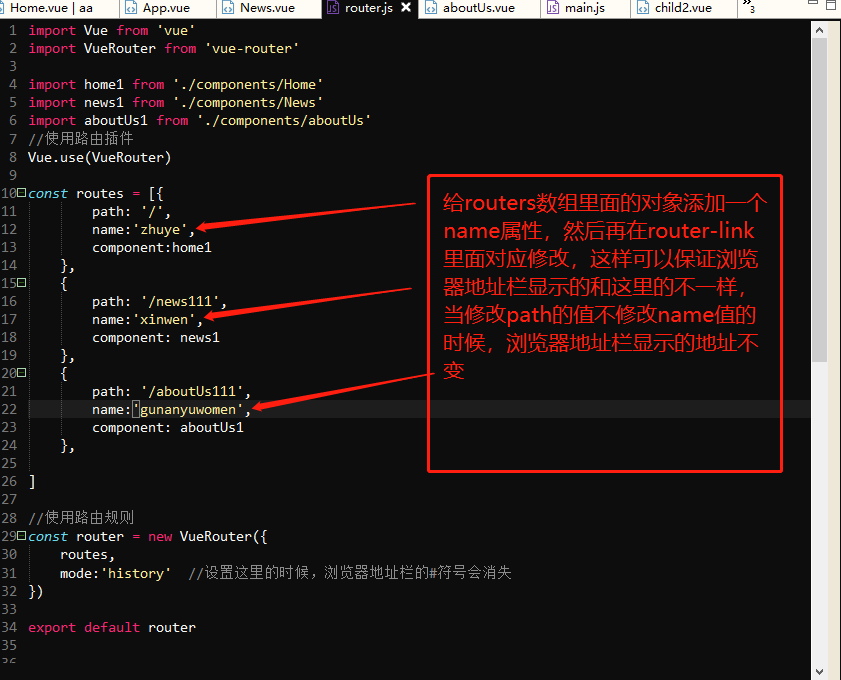 Home.vue | aa
App.vue
News.vue
router.js
aboutUs.vue
main.js
child2.vue
3
1 import Vue from 'vue'
2 import VueRouter from 'vue-router'
3
4 import home1 from './components/Home'
5 import news1 from './components/News'
6 import aboutUs1 from './components/aboutUs'
7 //使用路由插件
8 Vue.use(VueRouter)
9
10 const routes = [{
11 path: '/',
12 name:'zhuye',
13 component:home1
14 },
15 {
16 path: '/news111',
17 name:'xinwen',
18 component: news1
19 },
20 {
21 path: '/aboutUs111',
22 name:'gunanyuwomen',
23 component: aboutUs1
24 },
25
26 ]
27
28 //使用路由规则
29 const router = new VueRouter({
30 routes,
31 mode:'history' //设置这里的时候，浏览器地址栏的#符号会消失
32 })
33
34 export default router
35
36
给routers数组里面的对象添加一个
name属性，然后再在router-link
里面对应修改，这样可以保证浏览
器地址栏显示的和这里的不一样，
当修改path的值不修改name值的
时候，浏览器地址栏显示的地址不
变